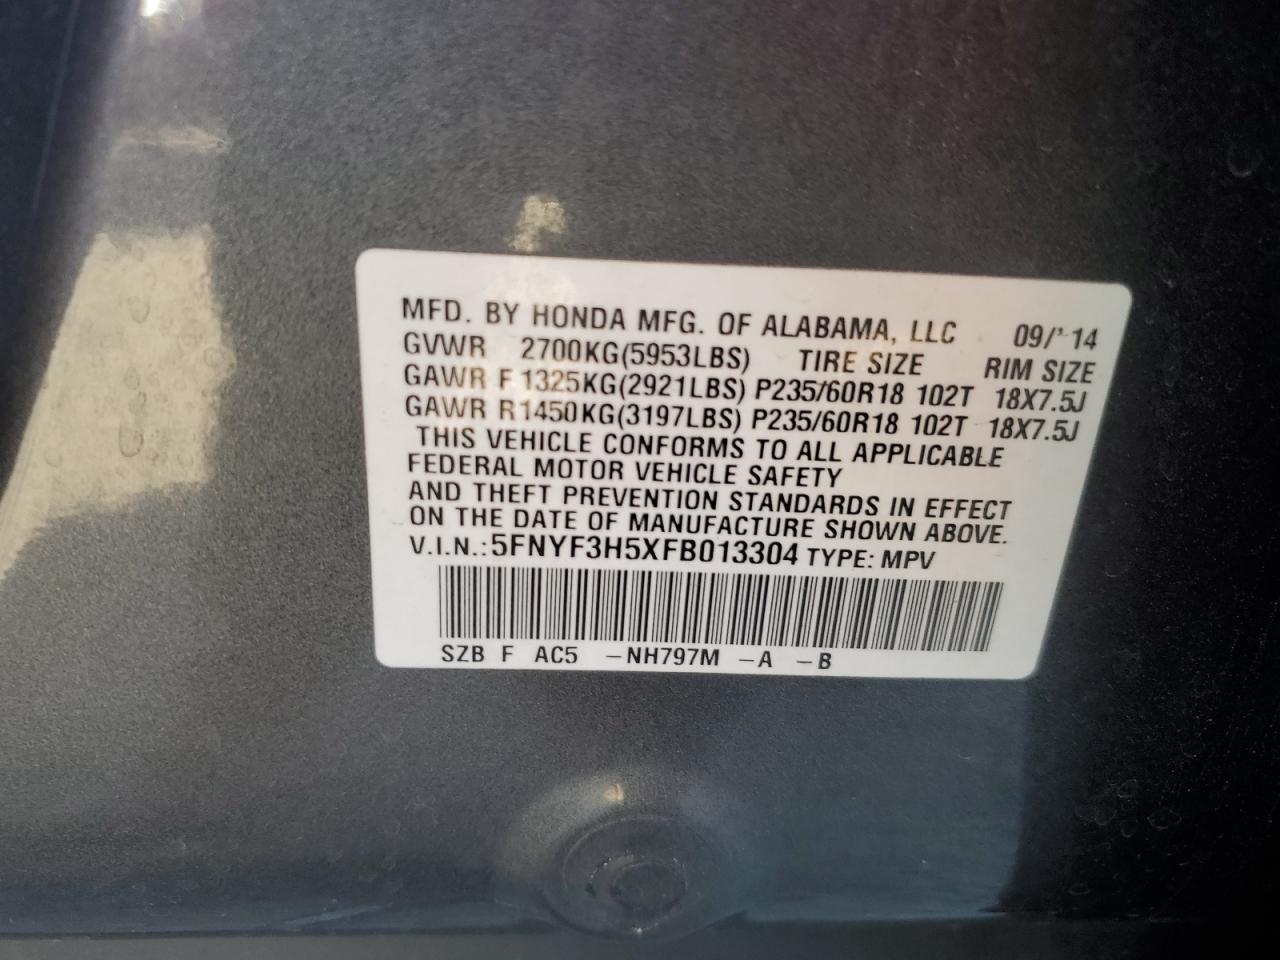 MFD. BY HONDA MFG. OF ALABAMA, LLC 09/'14
GVWR 2700KG(5953LBS) TIRE SIZE RIM SIZE
GAWR F 1325KG(2921LBS) P235/60R18 102T 18X7.5J
GAWR R1450KG(3197LBS) P235/60R18 102T 18X7.5J
THIS VEHICLE CONFORMS TO ALL APPLICABLE
FEDERAL MOTOR VEHICLE SAFETY
AND THEFT PREVENTION STANDARDS IN EFFECT
ON THE DATE OF MANUFACTURE SHOWN ABOVE.
V.I.N.:5FNYF3H5XFB013304 TYPE: MPV
SZB F AC5 -NH797M -A -B